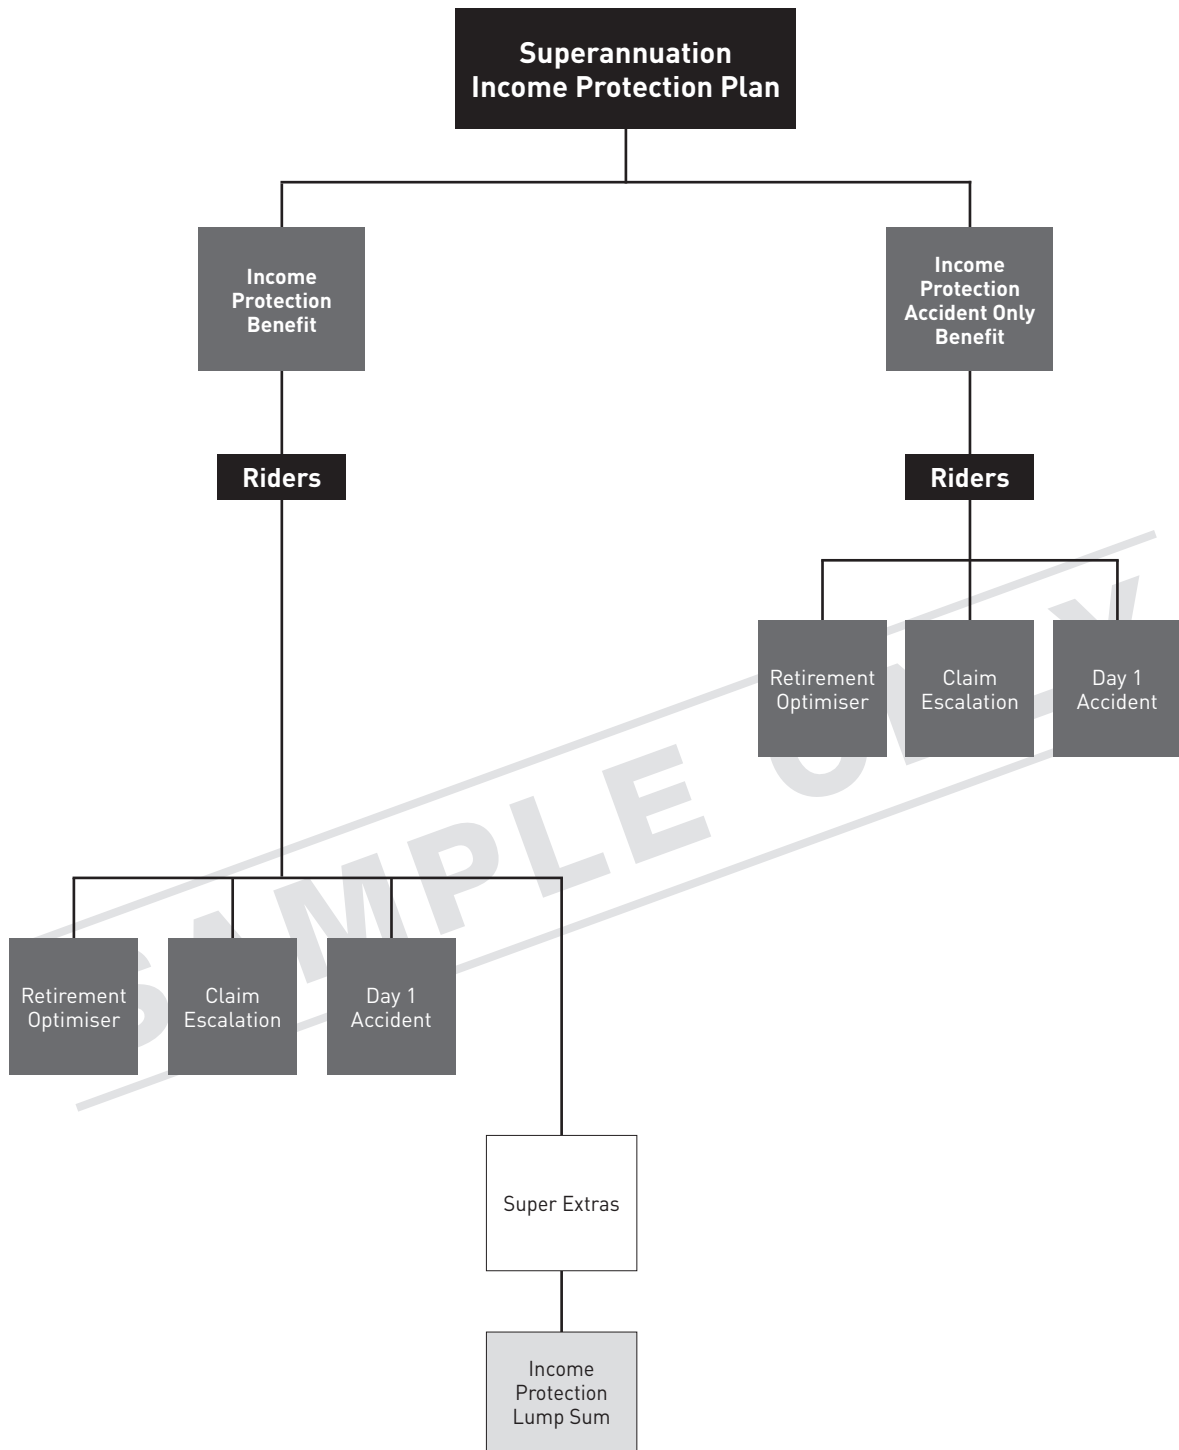 Superannuation
Income Protection Plan
Income
Protection
Benefit
Income
Protection
Accident Only
Benefit
Riders
Riders
Retirement
Optimiser
Claim
Escalation
Day 1
Accident
SAMPLE ONLY
Retirement
Optimiser
Claim
Escalation
Day 1
Accident
Super Extras
Income
Protection
Lump Sum